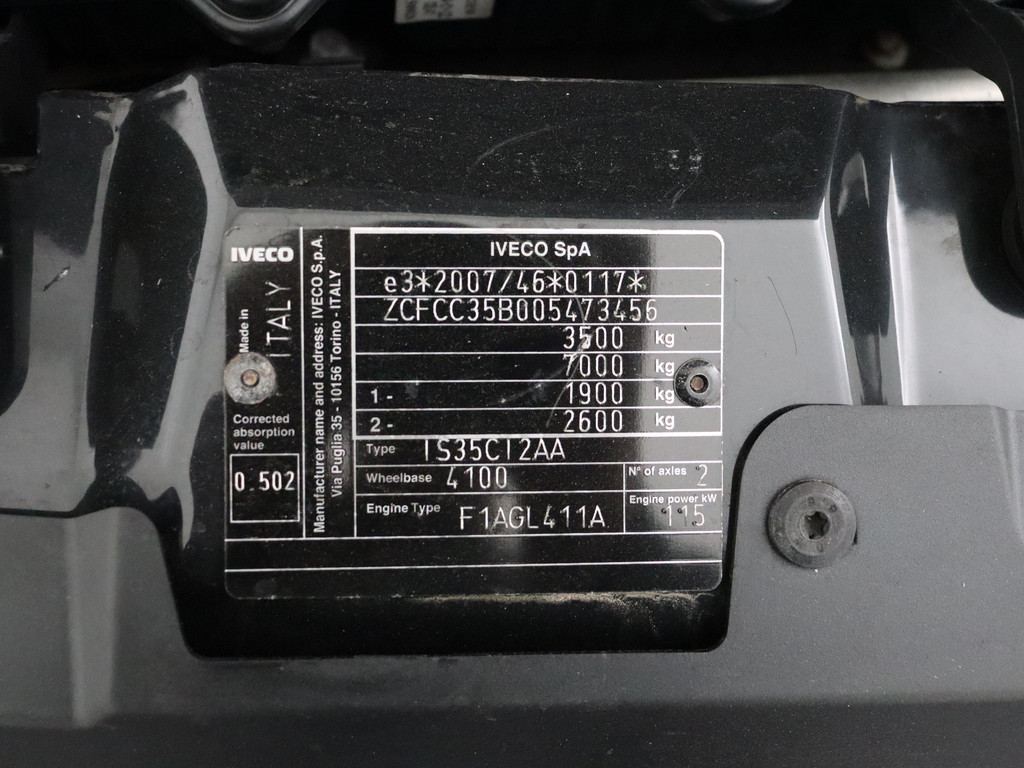 IVECO
Made in
ITALY
Corrected
absorption
value
0.502
Manufacturer name and address: IVECO S.p.A.
Via Puglia 35 - 10156 Torino - ITALY
IVECO SpA
e3*2007/46*0117*
ZCFCC35B005473456
3500 kg
7000 kg
1 - 1900 kg
2 - 2600 kg
Type IS35CI2AA
Wheelbase 4100 N° of axles 2
Engine Type F1AGL411A Engine power kW 115